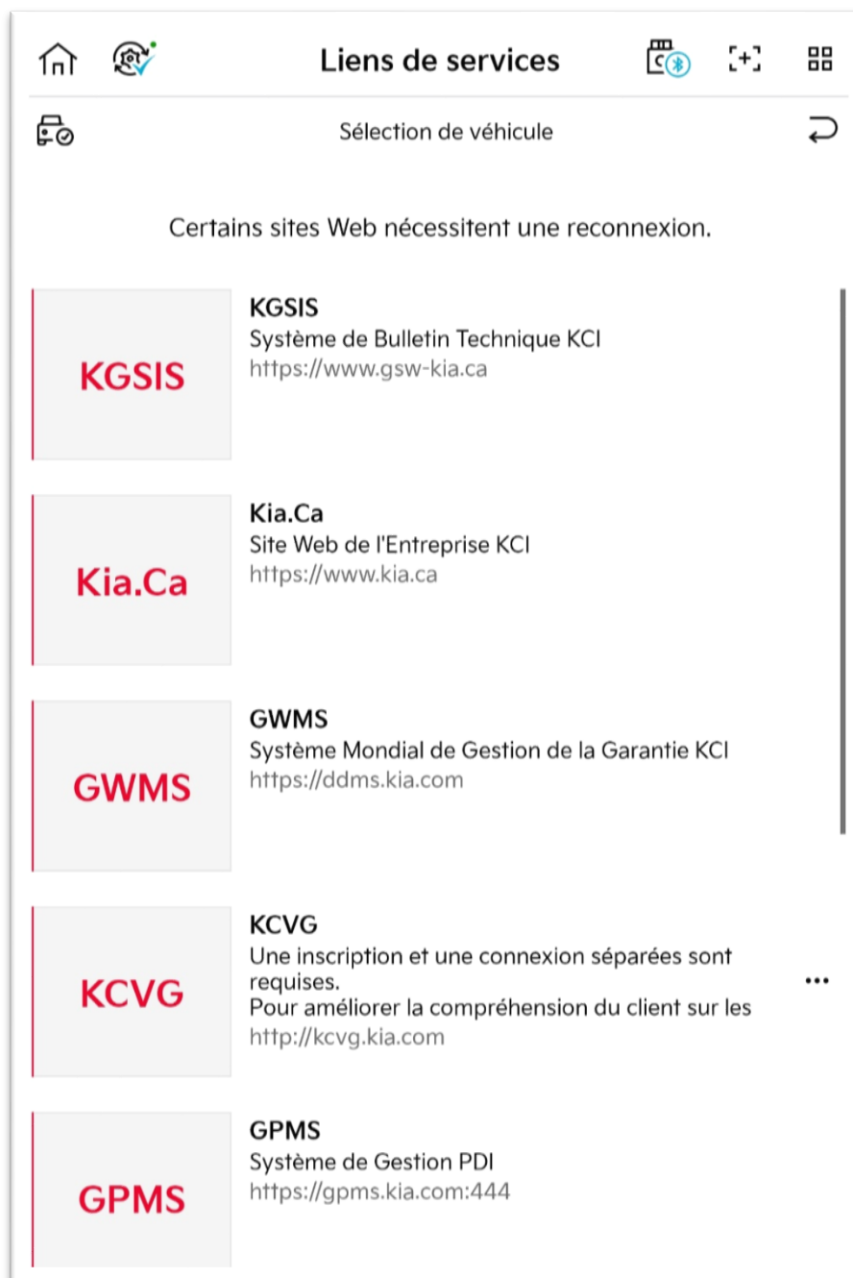 Liens de services
Sélection de véhicule
Certains sites Web nécessitent une reconnexion.
KGSIS
KGSIS
Système de Bulletin Technique KCI
https://www.gsw-kia.ca
Kia.Ca
Kia.Ca
Site Web de l'Entreprise KCI
https://www.kia.ca
GWMS
GWMS
Système Mondial de Gestion de la Garantie KCI
https://ddms.kia.com
KCVG
KCVG
Une inscription et une connexion séparées sont
requises.
Pour améliorer la compréhension du client sur les
http://kcvg.kia.com
...
GPMS
GPMS
Système de Gestion PDI
https://gpms.kia.com:444